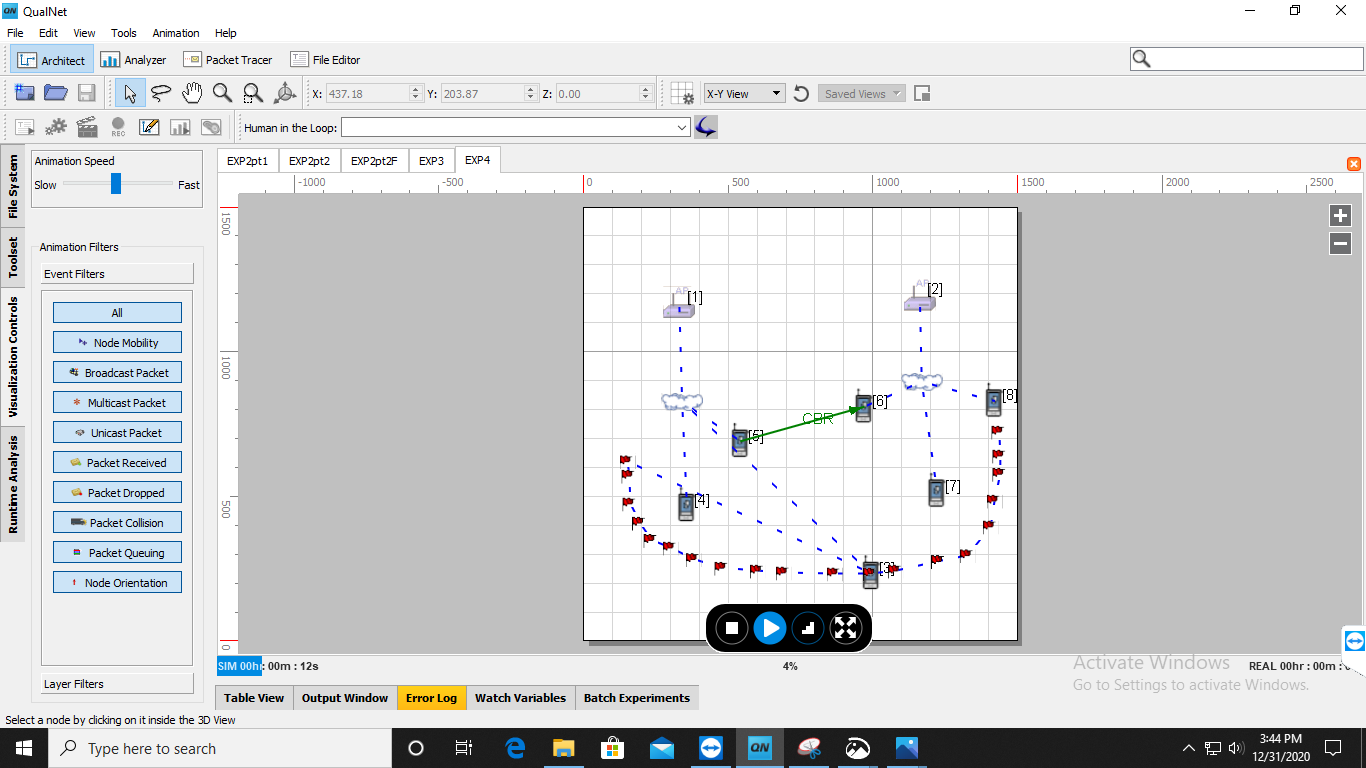 QualNet
File Edit View Tools Animation Help
Architect Analyzer Packet Tracer File Editor
X: 437.18 Y: 203.87 Z: 0.00 X-Y View Saved Views
REC Human in the Loop:
File System
Toolset
Visualization Controls
Runtime Analysis
Animation Speed
Slow Fast
Animation Filters
Event Filters
All
Node Mobility
Broadcast Packet
Multicast Packet
Unicast Packet
Packet Received
Packet Dropped
Packet Collision
Packet Queuing
Node Orientation
Layer Filters
EXP2pt1 EXP2pt2 EXP2pt2F EXP3 EXP4
-1000 -500 0 500 1000 1500 2000 2500
1500
1000
500
0
AP [1]
AP [2]
[8]
[6]
CBR
[5]
[7]
[4]
[3]
SIM 00hr : 00m : 12s 4% REAL 00hr : 00m :
Activate Windows
Go to Settings to activate Windows.
Table View Output Window Error Log Watch Variables Batch Experiments
Select a node by clicking on it inside the 3D View
Type here to search
QN
3:44 PM
12/31/2020